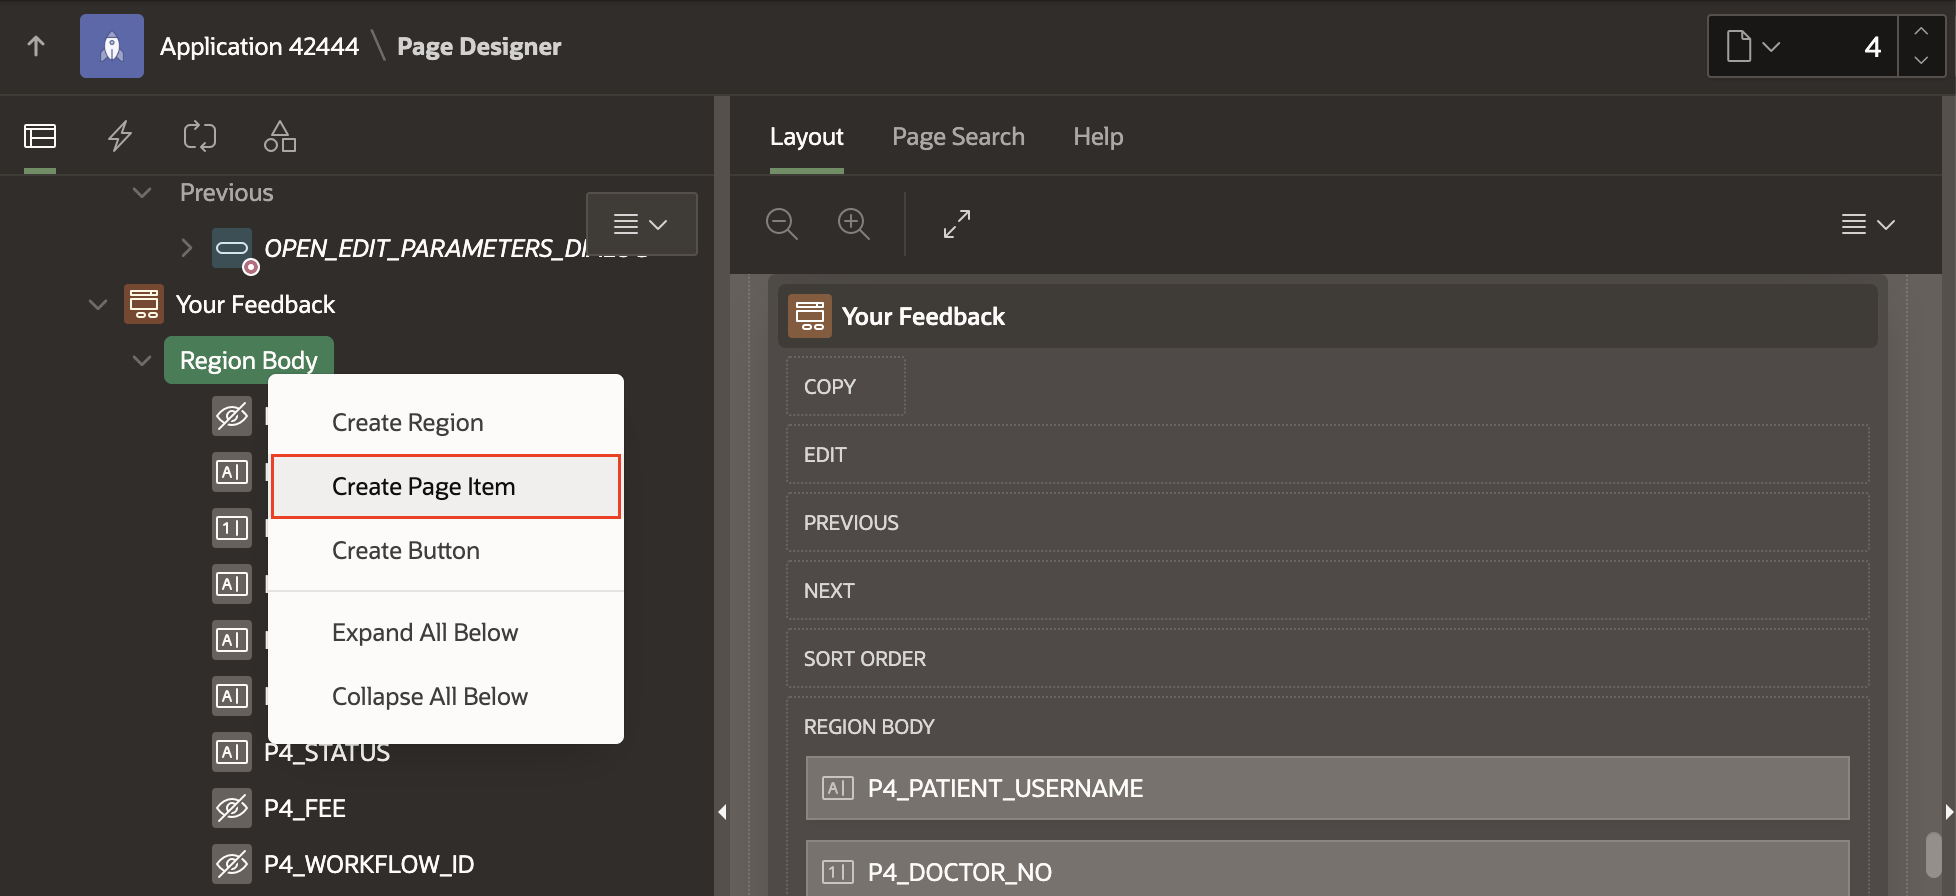 Application 42444 \ Page Designer
4
Layout
Page Search
Help
Previous
OPEN_EDIT_PARAMETERS_DIALOG
Your Feedback
Region Body
Create Region
Create Page Item
Create Button
Expand All Below
Collapse All Below
P4_STATUS
P4_FEE
P4_WORKFLOW_ID
Your Feedback
COPY
EDIT
PREVIOUS
NEXT
SORT ORDER
REGION BODY
P4_PATIENT_USERNAME
P4_DOCTOR_NO